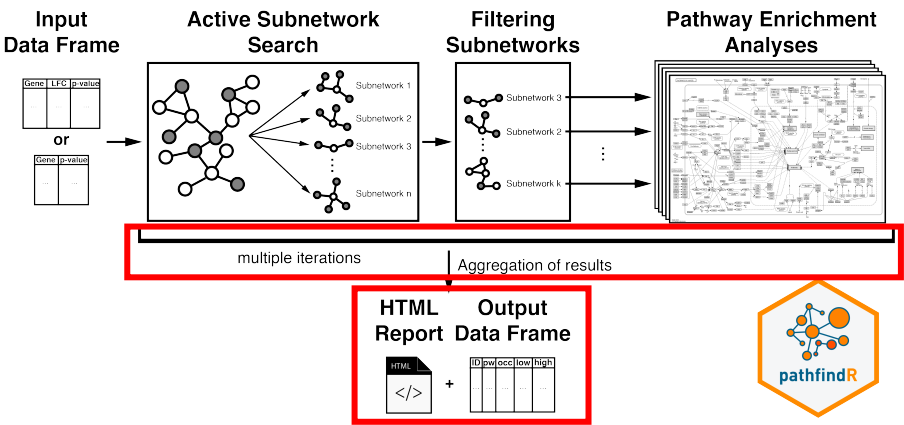 Input
Data Frame
Gene LFC p-value
... ... ...
or
Gene p-value
... ...
Active Subnetwork
Search
Subnetwork 1
Subnetwork 2
Subnetwork 3
Subnetwork n
Filtering
Subnetworks
Subnetwork 3
Subnetwork 2
Subnetwork k
Pathway Enrichment
Analyses
multiple iterations
Aggregation of results
HTML
Report
HTML
</>
+
Output
Data Frame
ID pw occ low high
... ... ... ... ...
pathfindR